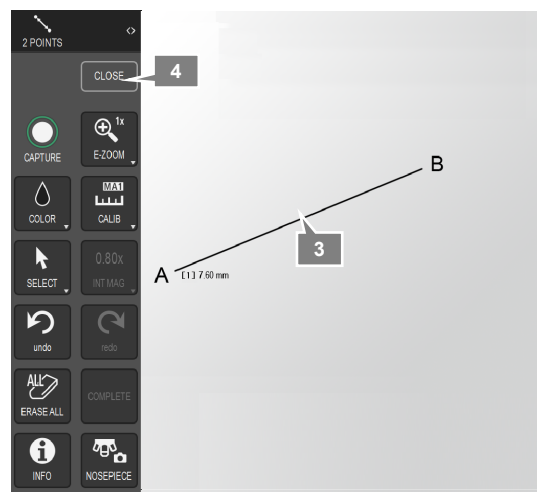 2 POINTS
<>
CLOSE
4
CAPTURE
1x
E-ZOOM
COLOR
MA1
CALIB
SELECT
0.80x
INT MAG
undo
redo
ALL
ERASE ALL
COMPLETE
INFO
NOSEPIECE
B
3
A
[1] 7.60 mm